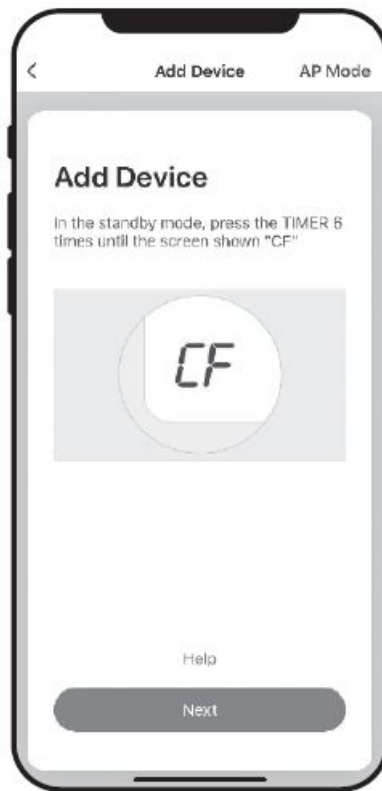 < Add Device AP Mode
Add Device
In the standby mode, press the TIMER 6
times until the screen shown "CF"
CF
Help
Next